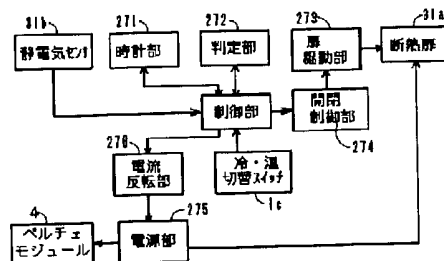 31b
271
272
273
31a
静電気センサ
時計部
判定部
扉
駆動部
断熱扉
制御部
開閉
制御部
274
276
電流
反転部
冷・温
切替スイッチ
1c
4
275
ペルチェ
モジュール
電源部